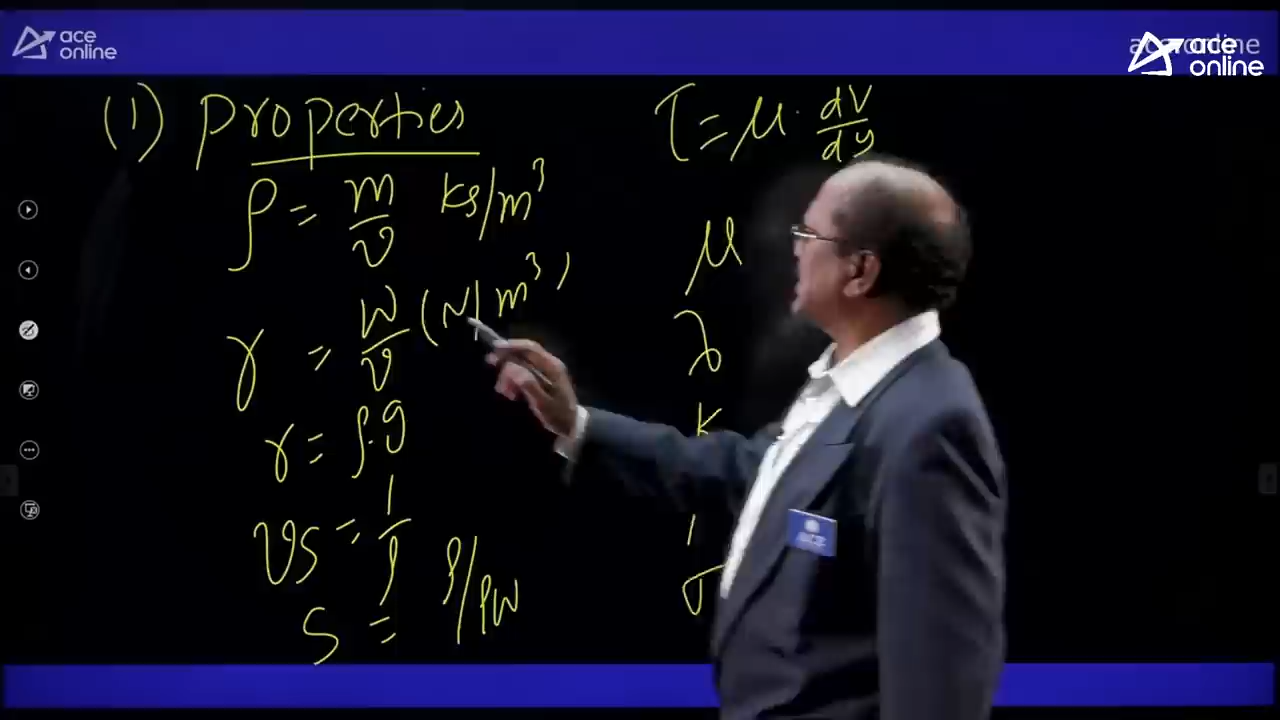 ace online
ace online
(1) Properties
ρ = m/v kg/m³
γ = W/v (N/m³)
γ = ρ.g
vs = 1/ρ
S = ρ/ρw
τ = μ. dV/dy
μ
λ
K
σ